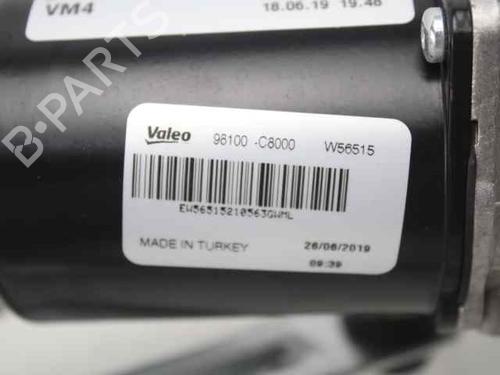 VM4 18.06.19 19.48
B-PARTS
Valeo 98100 -C8000 W56515
EW56515210563GWML
MADE IN TURKEY 26/06/2019
09:39